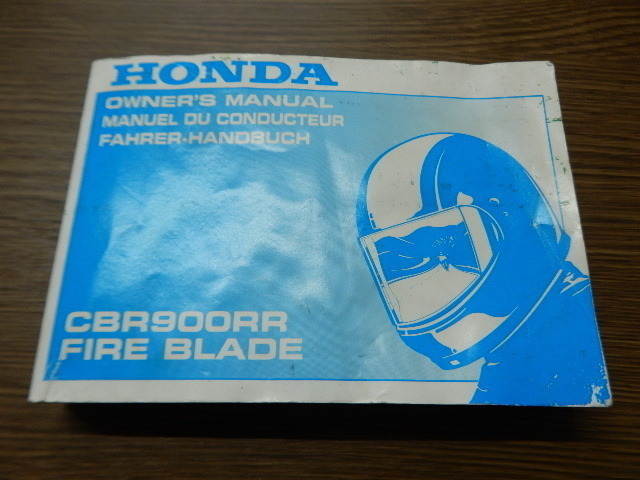 HONDA
OWNER'S MANUAL
MANUEL DU CONDUCTEUR
FAHRER-HANDBUCH
CBR900RR
FIRE BLADE